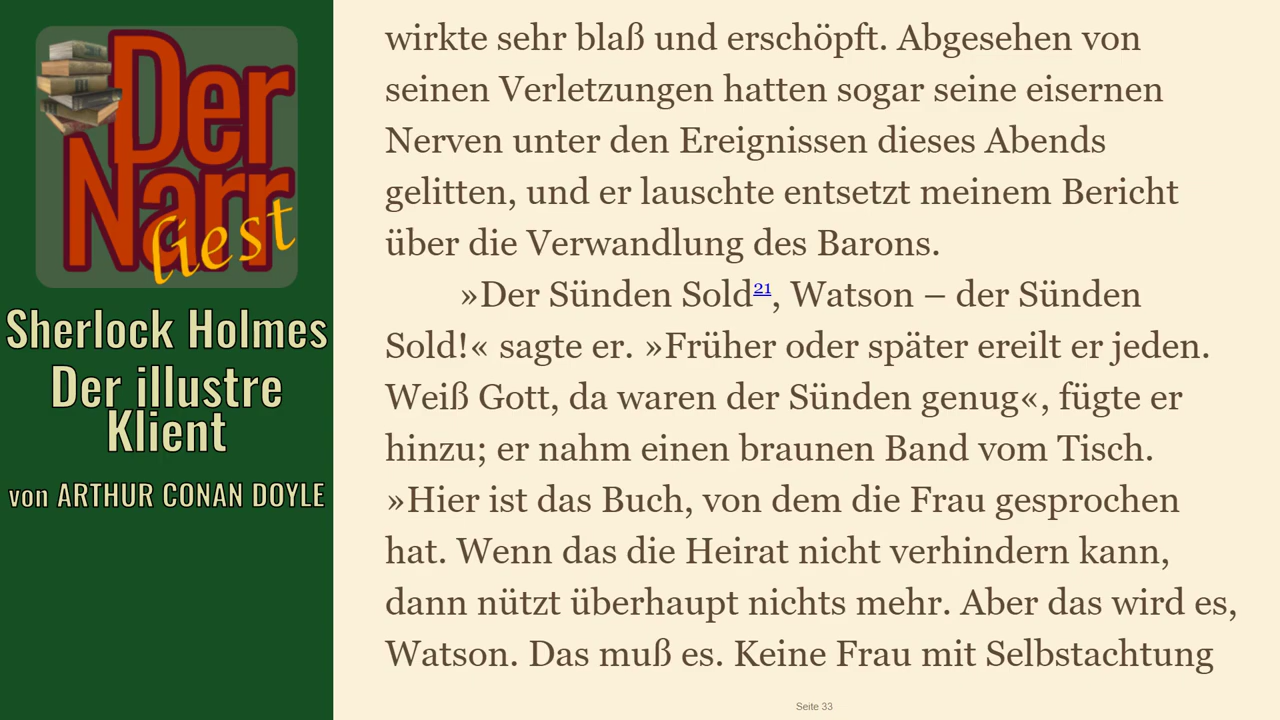 Der
Narr
liest
Sherlock Holmes
Der illustre
Klient
von ARTHUR CONAN DOYLE
wirkte sehr blaß und erschöpft. Abgesehen von
seinen Verletzungen hatten sogar seine eisernen
Nerven unter den Ereignissen dieses Abends
gelitten, und er lauschte entsetzt meinem Bericht
über die Verwandlung des Barons.
»Der Sünden Sold21, Watson – der Sünden
Sold!« sagte er. »Früher oder später ereilt er jeden.
Weiß Gott, da waren der Sünden genug«, fügte er
hinzu; er nahm einen braunen Band vom Tisch.
»Hier ist das Buch, von dem die Frau gesprochen
hat. Wenn das die Heirat nicht verhindern kann,
dann nützt überhaupt nichts mehr. Aber das wird es,
Watson. Das muß es. Keine Frau mit Selbstachtung
Seite 33